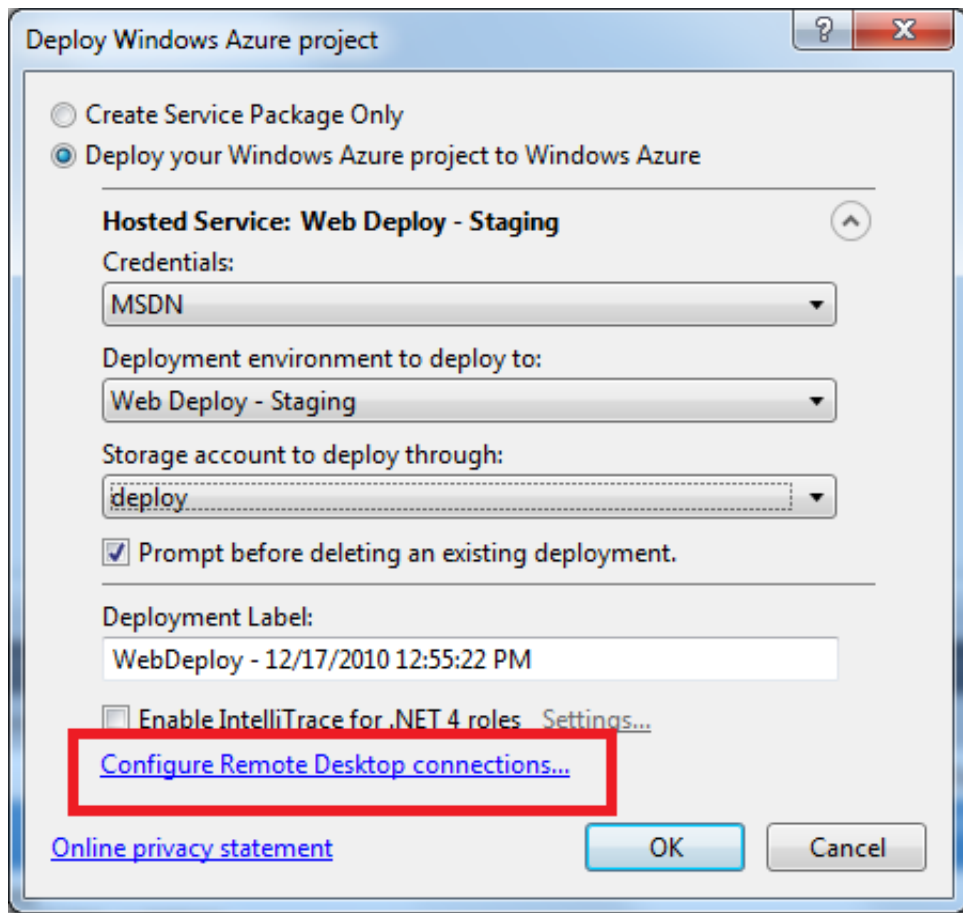 Deploy Windows Azure project
?
Create Service Package Only
Deploy your Windows Azure project to Windows Azure
Hosted Service: Web Deploy - Staging
Credentials:
MSDN
Deployment environment to deploy to:
Web Deploy - Staging
Storage account to deploy through:
deploy
Prompt before deleting an existing deployment.
Deployment Label:
WebDeploy - 12/17/2010 12:55:22 PM
Enable IntelliTrace for .NET 4 roles Settings...
Configure Remote Desktop connections...
Online privacy statement OK Cancel